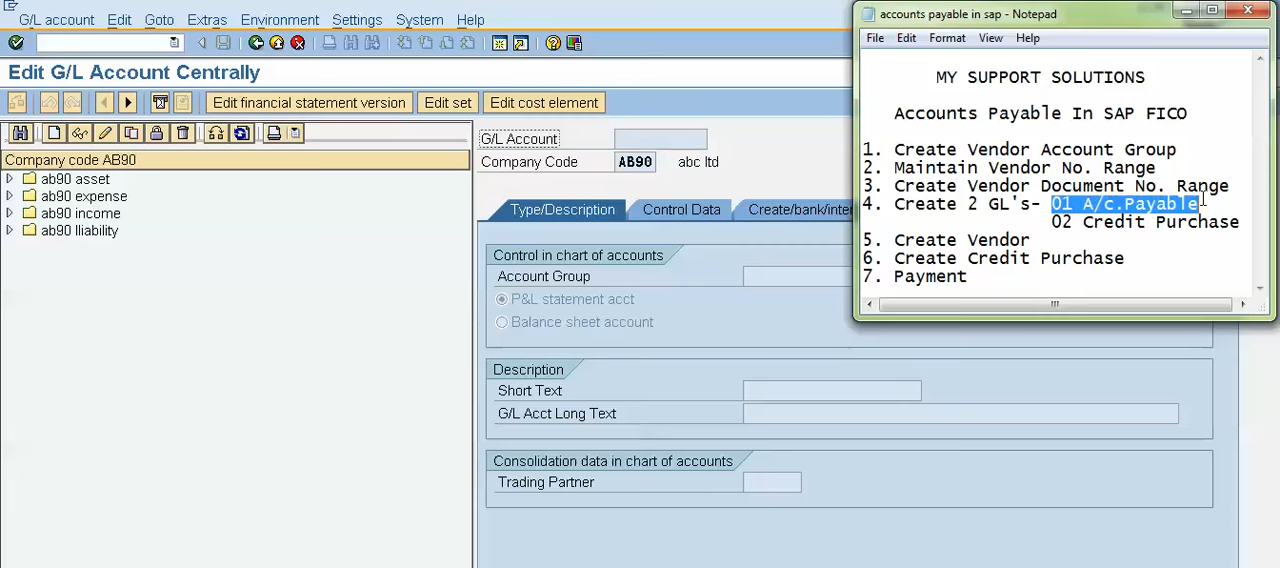 G/L account Edit Goto Extras Environment Settings System Help
accounts payable in sap - Notepad
File Edit Format View Help
Edit G/L Account Centrally
Edit financial statement version Edit set Edit cost element
Company code AB90
ab90 asset
ab90 expense
ab90 income
ab90 lliability
G/L Account
Company Code AB90 abc ltd
Type/Description Control Data Create/bank/inter
Control in chart of accounts
Account Group
P&L statement acct
Balance sheet account
Description
Short Text
G/L Acct Long Text
Consolidation data in chart of accounts
Trading Partner
MY SUPPORT SOLUTIONS
Accounts Payable In SAP FICO
1. Create Vendor Account Group
2. Maintain Vendor No. Range
3. Create Vendor Document No. Range
4. Create 2 GL's- 01 A/c.Payable
02 Credit Purchase
5. Create Vendor
6. Create Credit Purchase
7. Payment